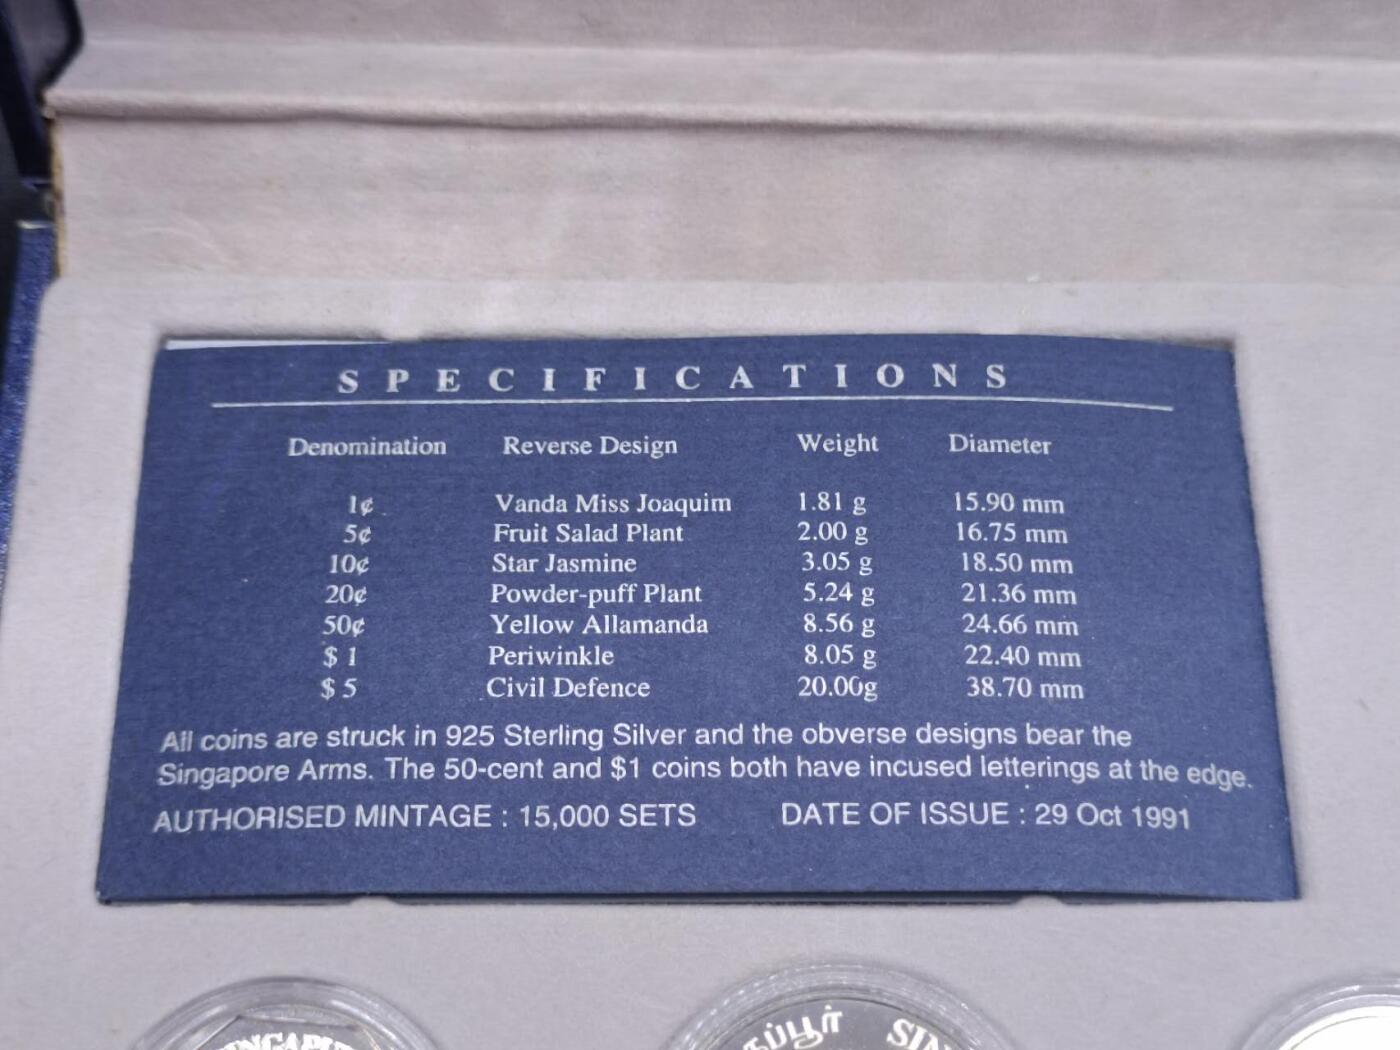 SPECIFICATIONS
Denomination Reverse Design Weight Diameter
1¢ Vanda Miss Joaquim 1.81 g 15.90 mm
5¢ Fruit Salad Plant 2.00 g 16.75 mm
10¢ Star Jasmine 3.05 g 18.50 mm
20¢ Powder-puff Plant 5.24 g 21.36 mm
50¢ Yellow Allamanda 8.56 g 24.66 mm
$ 1 Periwinkle 8.05 g 22.40 mm
$ 5 Civil Defence 20.00g 38.70 mm
All coins are struck in 925 Sterling Silver and the obverse designs bear the
Singapore Arms. The 50-cent and $1 coins both have incused letterings at the edge.
AUTHORISED MINTAGE : 15,000 SETS DATE OF ISSUE : 29 Oct 1991